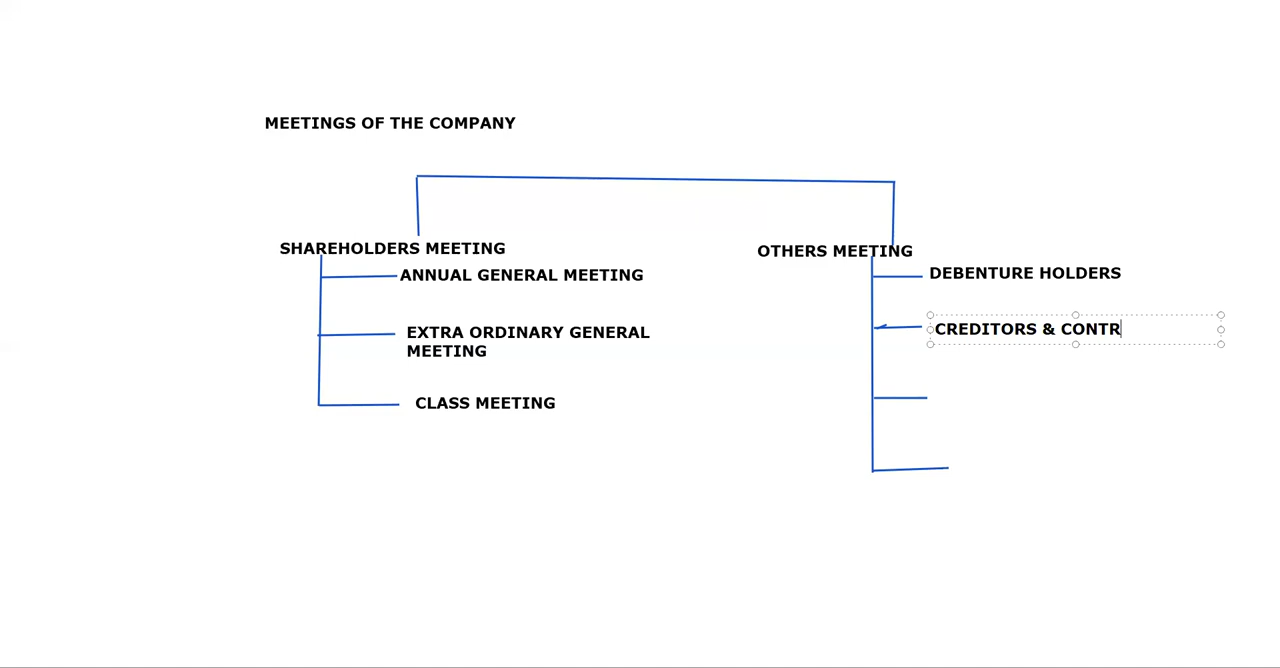 MEETINGS OF THE COMPANY
SHAREHOLDERS MEETING
ANNUAL GENERAL MEETING
EXTRA ORDINARY GENERAL
MEETING
CLASS MEETING
OTHERS MEETING
DEBENTURE HOLDERS
CREDITORS & CONTR